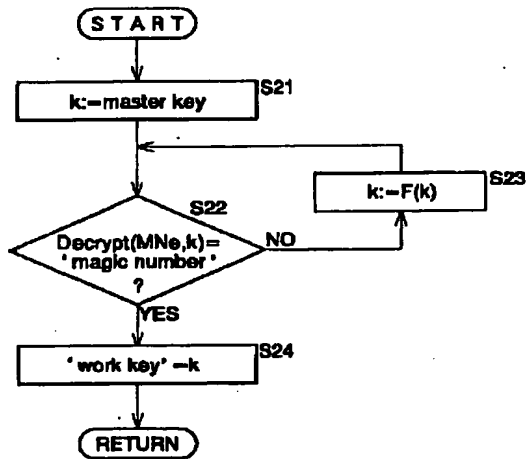 START
S21
k:=master key
S23
k:=F(k)
S22
Decrypt(MNe,k)=
'magic number'
?
NO
YES
S24
'work key'=k
RETURN